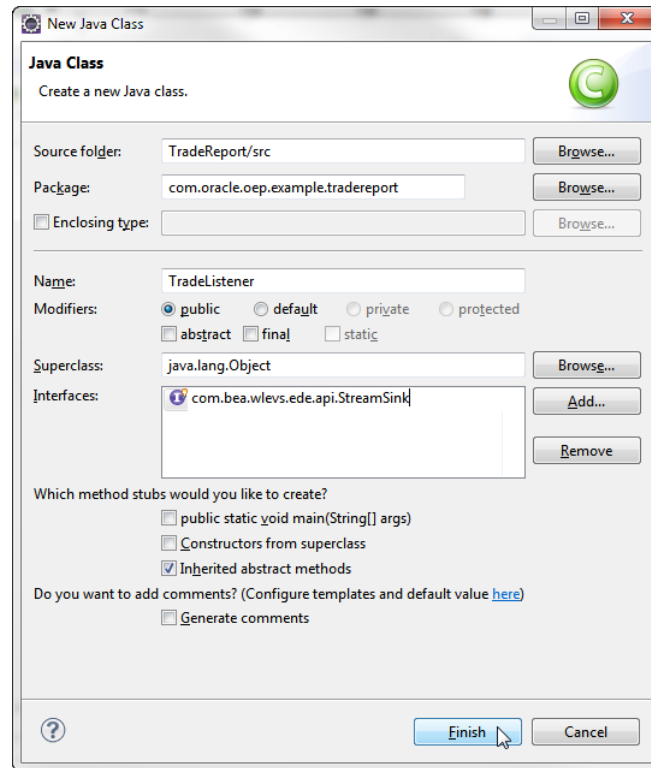 New Java Class
Java Class
Create a new Java class.
C
Source folder: TradeReport/src Browse...
Package: com.oracle.oep.example.tradereport Browse...
Enclosing type: Browse...
Name: TradeListener
Modifiers: public default private protected
abstract final static
Superclass: java.lang.Object Browse...
Interfaces: I com.bea.wlevs.ede.api.StreamSink Add...
Remove
Which method stubs would you like to create?
public static void main(String[] args)
Constructors from superclass
Inherited abstract methods
Do you want to add comments? (Configure templates and default value here)
Generate comments
? Finish Cancel